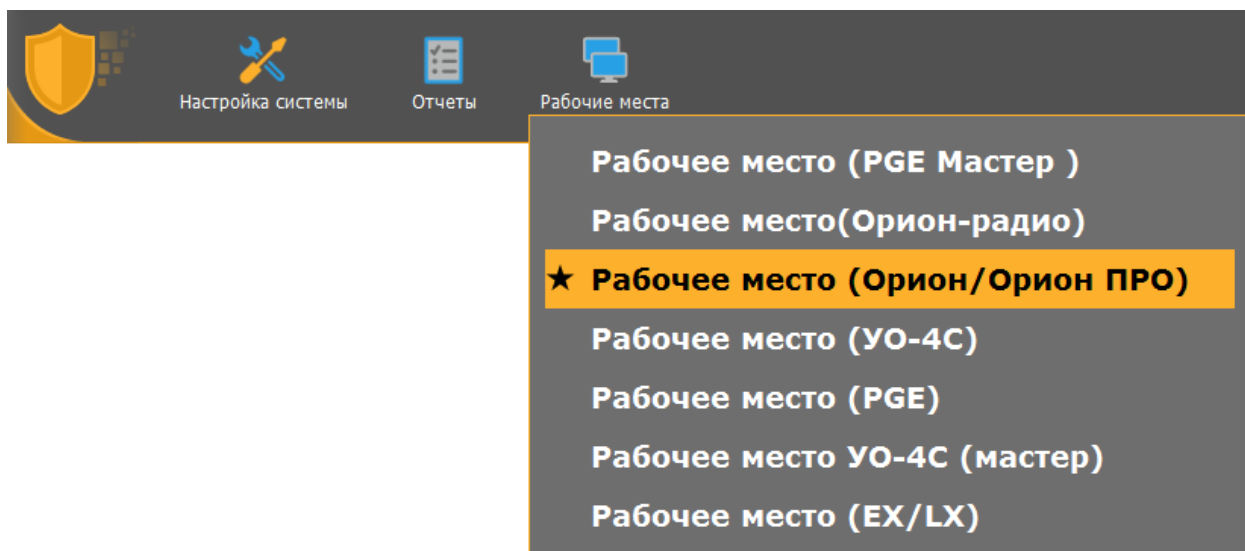 Настройка системы
Отчеты
Рабочие места
Рабочее место (PGE Мастер )
Рабочее место(Орион-радио)
★ Рабочее место (Орион/Орион ПРО)
Рабочее место (УО-4С)
Рабочее место (PGE)
Рабочее место УО-4С (мастер)
Рабочее место (EX/LX)